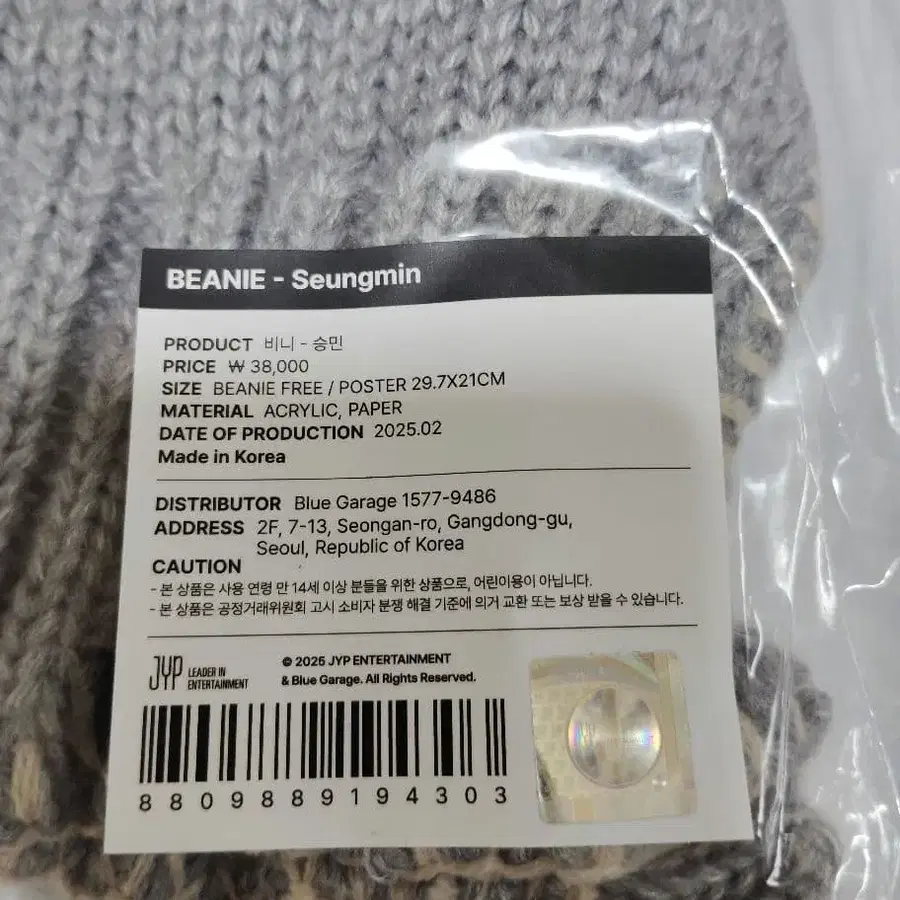 BEANIE - Seungmin
PRODUCT 비니 - 승민
PRICE ₩ 38,000
SIZE BEANIE FREE / POSTER 29.7X21CM
MATERIAL ACRYLIC, PAPER
DATE OF PRODUCTION 2025.02
Made in Korea
DISTRIBUTOR Blue Garage 1577-9486
ADDRESS 2F, 7-13, Seongan-ro, Gangdong-gu,
Seoul, Republic of Korea
CAUTION
- 본 상품은 사용 연령 만 14세 이상 분들을 위한 상품으로, 어린이용이 아닙니다.
- 본 상품은 공정거래위원회 고시 소비자 분쟁 해결 기준에 의거 교환 또는 보상 받을 수 있습니다.
JYP LEADER IN
ENTERTAINMENT
© 2025 JYP ENTERTAINMENT
& Blue Garage. All Rights Reserved.
8809889194303